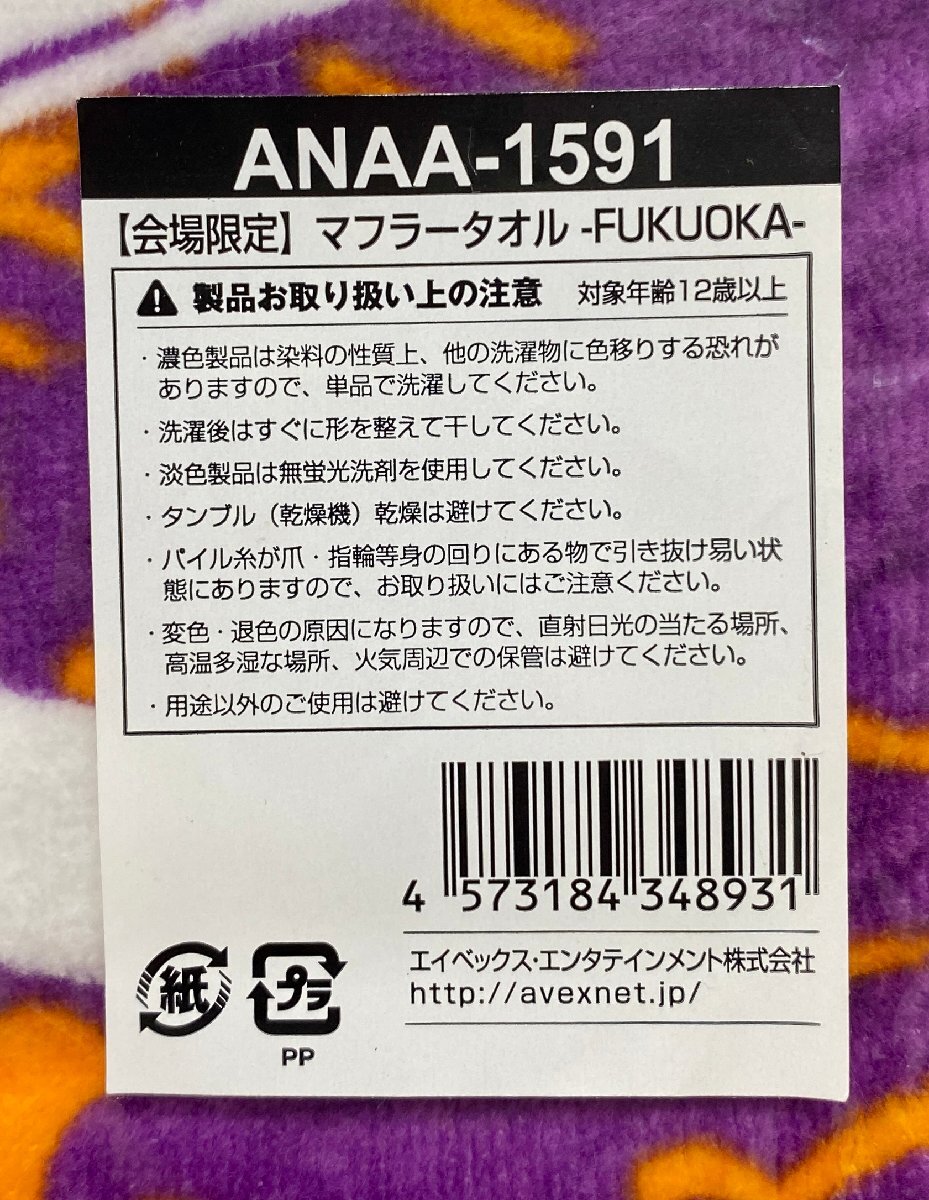 ANAA-1591
【会場限定】マフラータオル -FUKUOKA-
製品お取り扱い上の注意 対象年齢12歳以上
・濃色製品は染料の性質上、他の洗濯物に色移りする恐れが
ありますので、単品で洗濯してください。
・洗濯後はすぐに形を整えて干してください。
・淡色製品は無蛍光洗剤を使用してください。
・タンブル（乾燥機）乾燥は避けてください。
・パイル糸が爪・指輪等身の回りにある物で引き抜け易い状
態にありますので、お取り扱いにはご注意ください。
・変色・退色の原因になりますので、直射日光の当たる場所、
高温多湿な場所、火気周辺での保管は避けてください。
・用途以外のご使用は避けてください。
4 573184 348931
エイベックス・エンタテインメント株式会社
http://avexnet.jp/
紙 プラ
PP